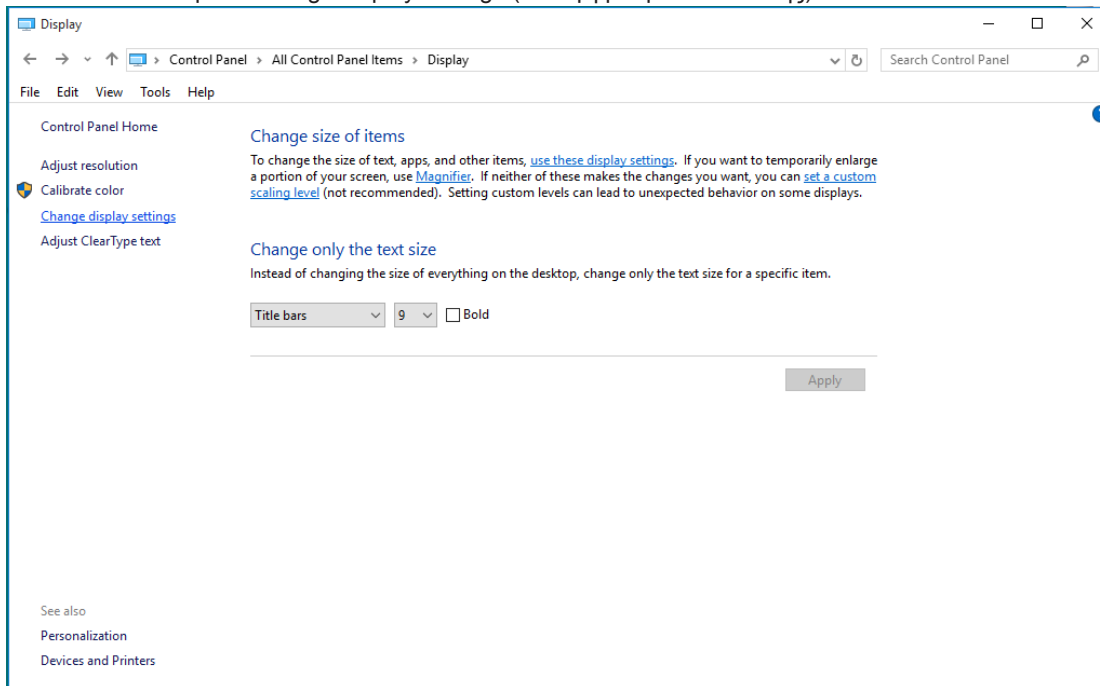 Display
Control Panel > All Control Panel Items > Display
Search Control Panel
File Edit View Tools Help
Control Panel Home
Adjust resolution
Calibrate color
Change display settings
Adjust ClearType text
Change size of items
To change the size of text, apps, and other items, use these display settings. If you want to temporarily enlarge
a portion of your screen, use Magnifier. If neither of these makes the changes you want, you can set a custom
scaling level (not recommended). Setting custom levels can lead to unexpected behavior on some displays.
Change only the text size
Instead of changing the size of everything on the desktop, change only the text size for a specific item.
Title bars 9 Bold
Apply
See also
Personalization
Devices and Printers